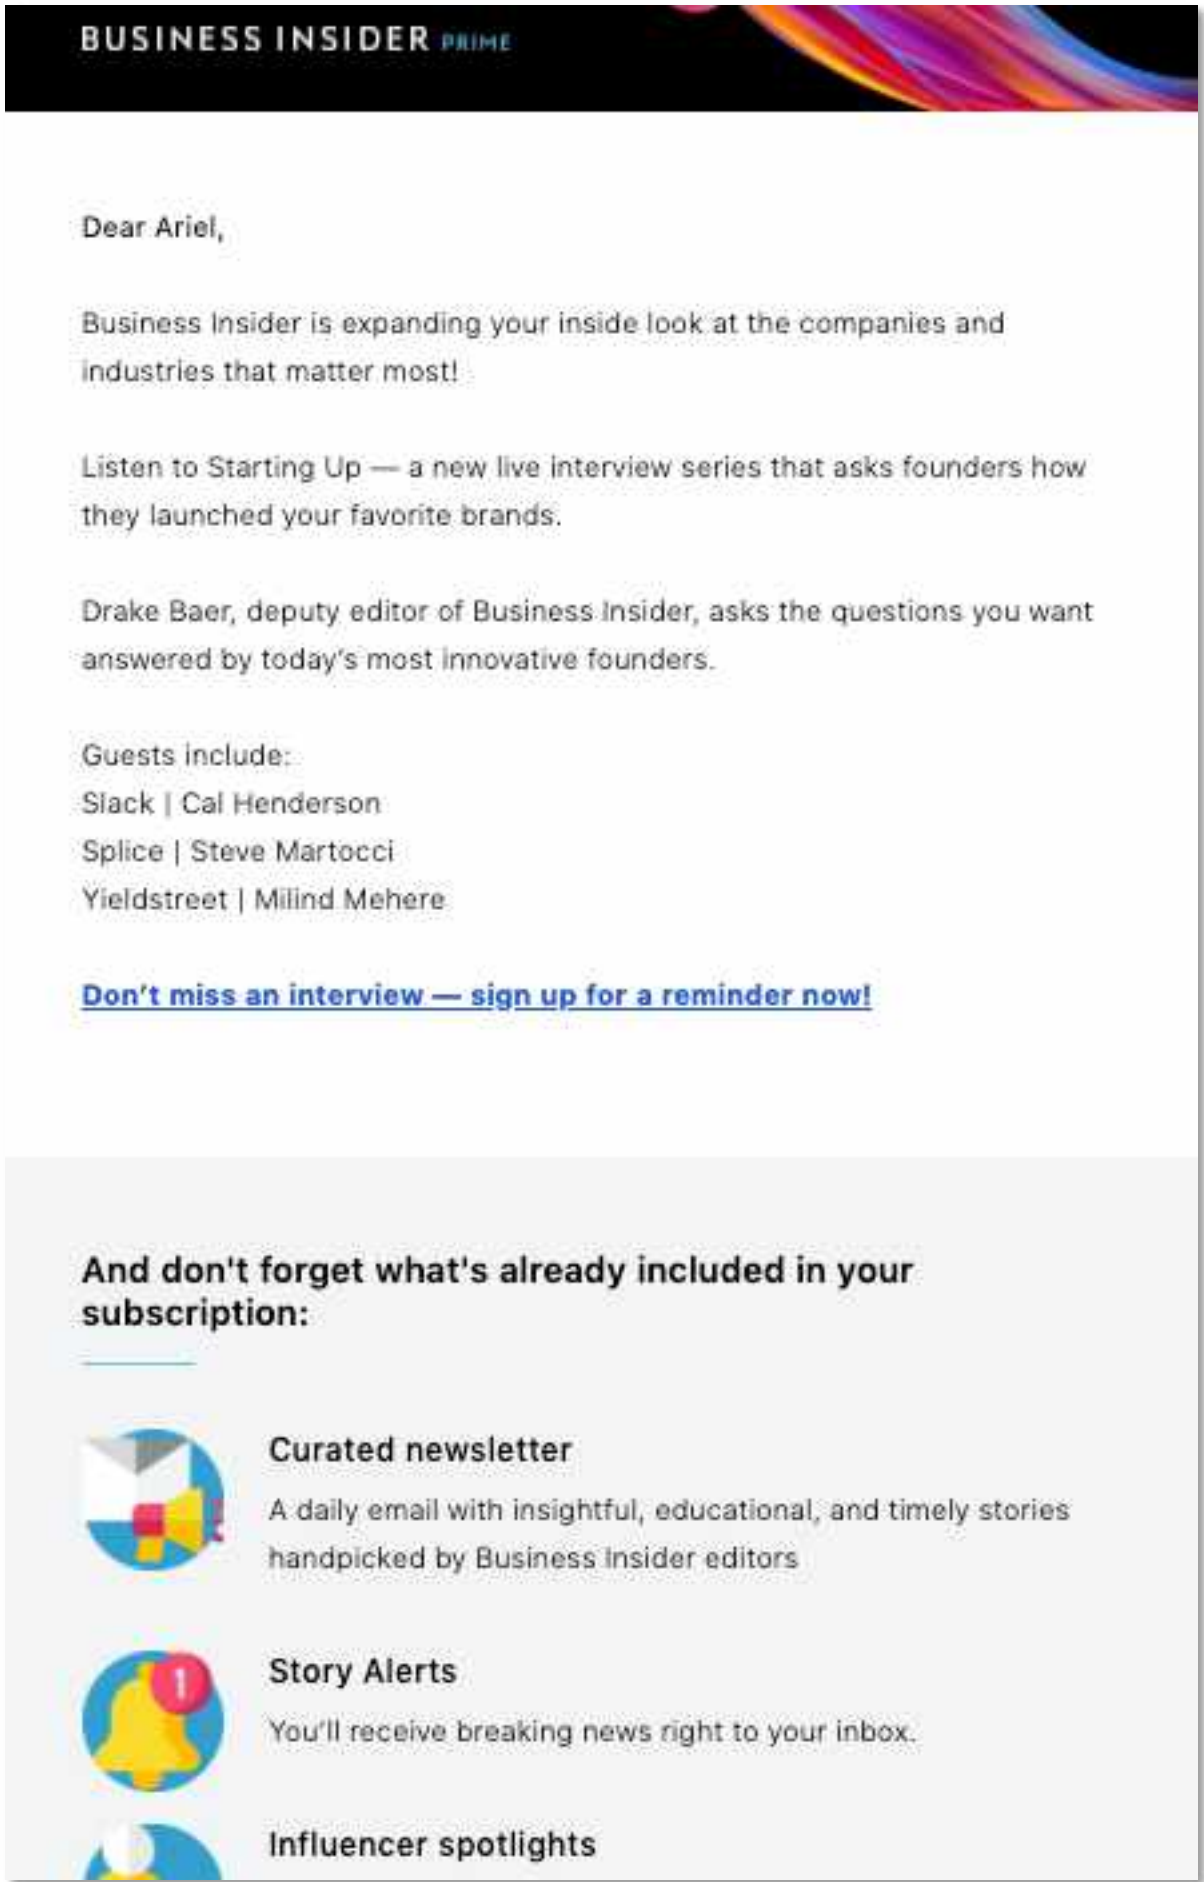 BUSINESS INSIDER PRIME
Dear Ariel,
Business Insider is expanding your inside look at the companies and
industries that matter most!
Listen to Starting Up — a new live interview series that asks founders how
they launched your favorite brands.
Drake Baer, deputy editor of Business Insider, asks the questions you want
answered by today's most innovative founders.
Guests include:
Slack | Cal Henderson
Splice | Steve Martocci
Yieldstreet | Milind Mehere
Don't miss an interview — sign up for a reminder now!
And don't forget what's already included in your
subscription:
Curated newsletter
A daily email with insightful, educational, and timely stories
handpicked by Business Insider editors
1
Story Alerts
You'll receive breaking news right to your inbox.
Influencer spotlights